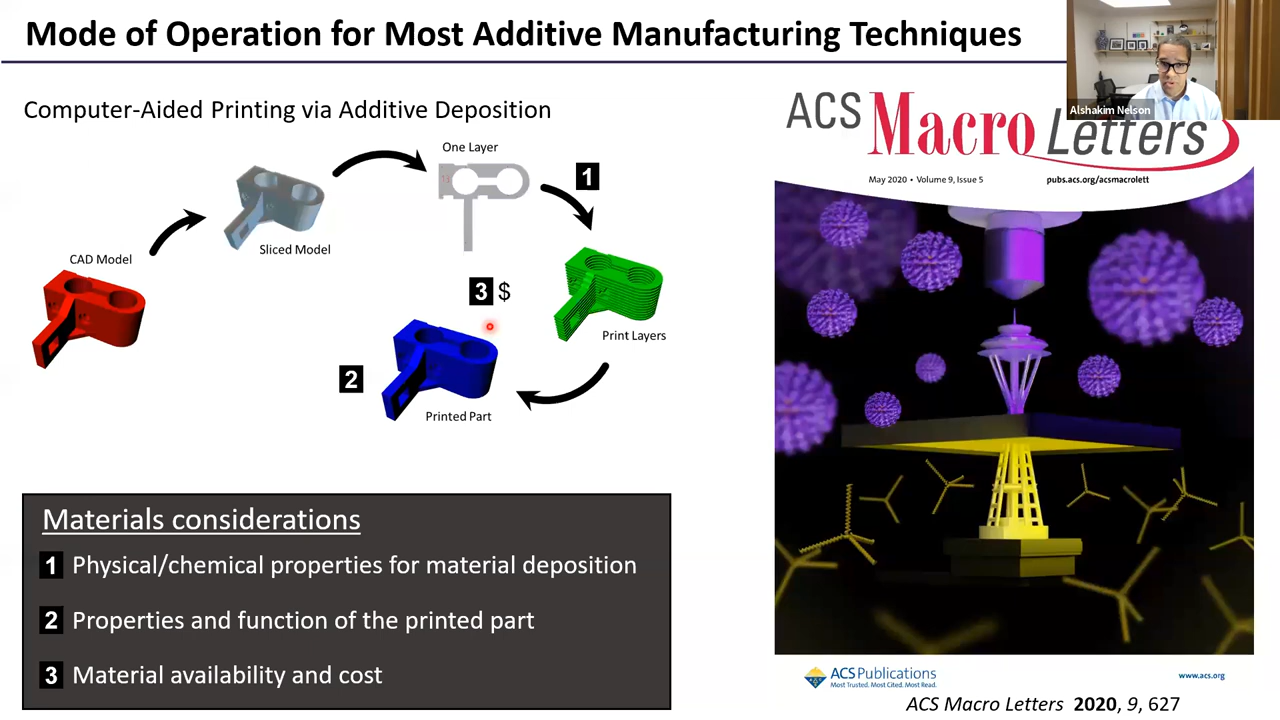 Mode of Operation for Most Additive Manufacturing Techniques
Alshakim Nelson
Computer-Aided Printing via Additive Deposition
One Layer
1
Sliced Model
CAD Model
3 $
Print Layers
2
Printed Part
Materials considerations
1 Physical/chemical properties for material deposition
2 Properties and function of the printed part
3 Material availability and cost
ACS Macro Letters
May 2020 • Volume 9, Issue 5
pubs.acs.org/acsmacrolett
ACS Publications
Most Trusted. Most Cited. Most Read.
www.acs.org
ACS Macro Letters 2020, 9, 627